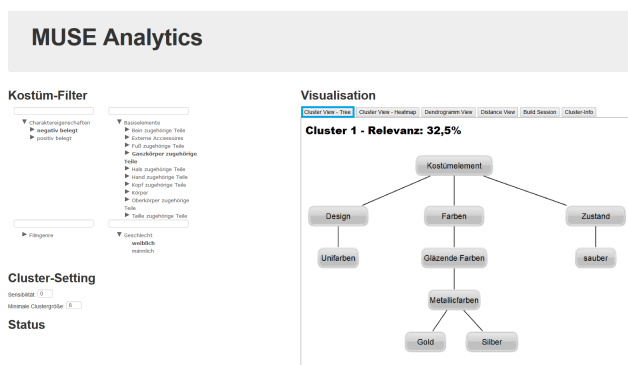 MUSE Analytics
Kostüm-Filter
Charaktereigenschaften
negativ belegt
positiv belegt
Basiselemente
Bein zugehörige Teile
Externe Accessoires
Fuß zugehörige Teile
Ganzkörper zugehörige
Teile
Hals zugehörige Teile
Hand zugehörige Teile
Kopf zugehörige Teile
Körper
Oberkörper zugehörige
Teile
Taille zugehörige Teile
Filmgenre
Geschlecht
weiblich
männlich
Cluster-Setting
Sensibilität: 0
Minimale Clustergröße: 8
Status
Visualisation
Cluster View - Tree
Cluster View - Heatmap
Dendrogramm View
Distance View
Build Session
Cluster-Info
Cluster 1 - Relevanz: 32,5%
Kostümelement
Design
Farben
Zustand
Unifarben
Gläzende Farben
sauber
Metallicfarben
Gold
Silber